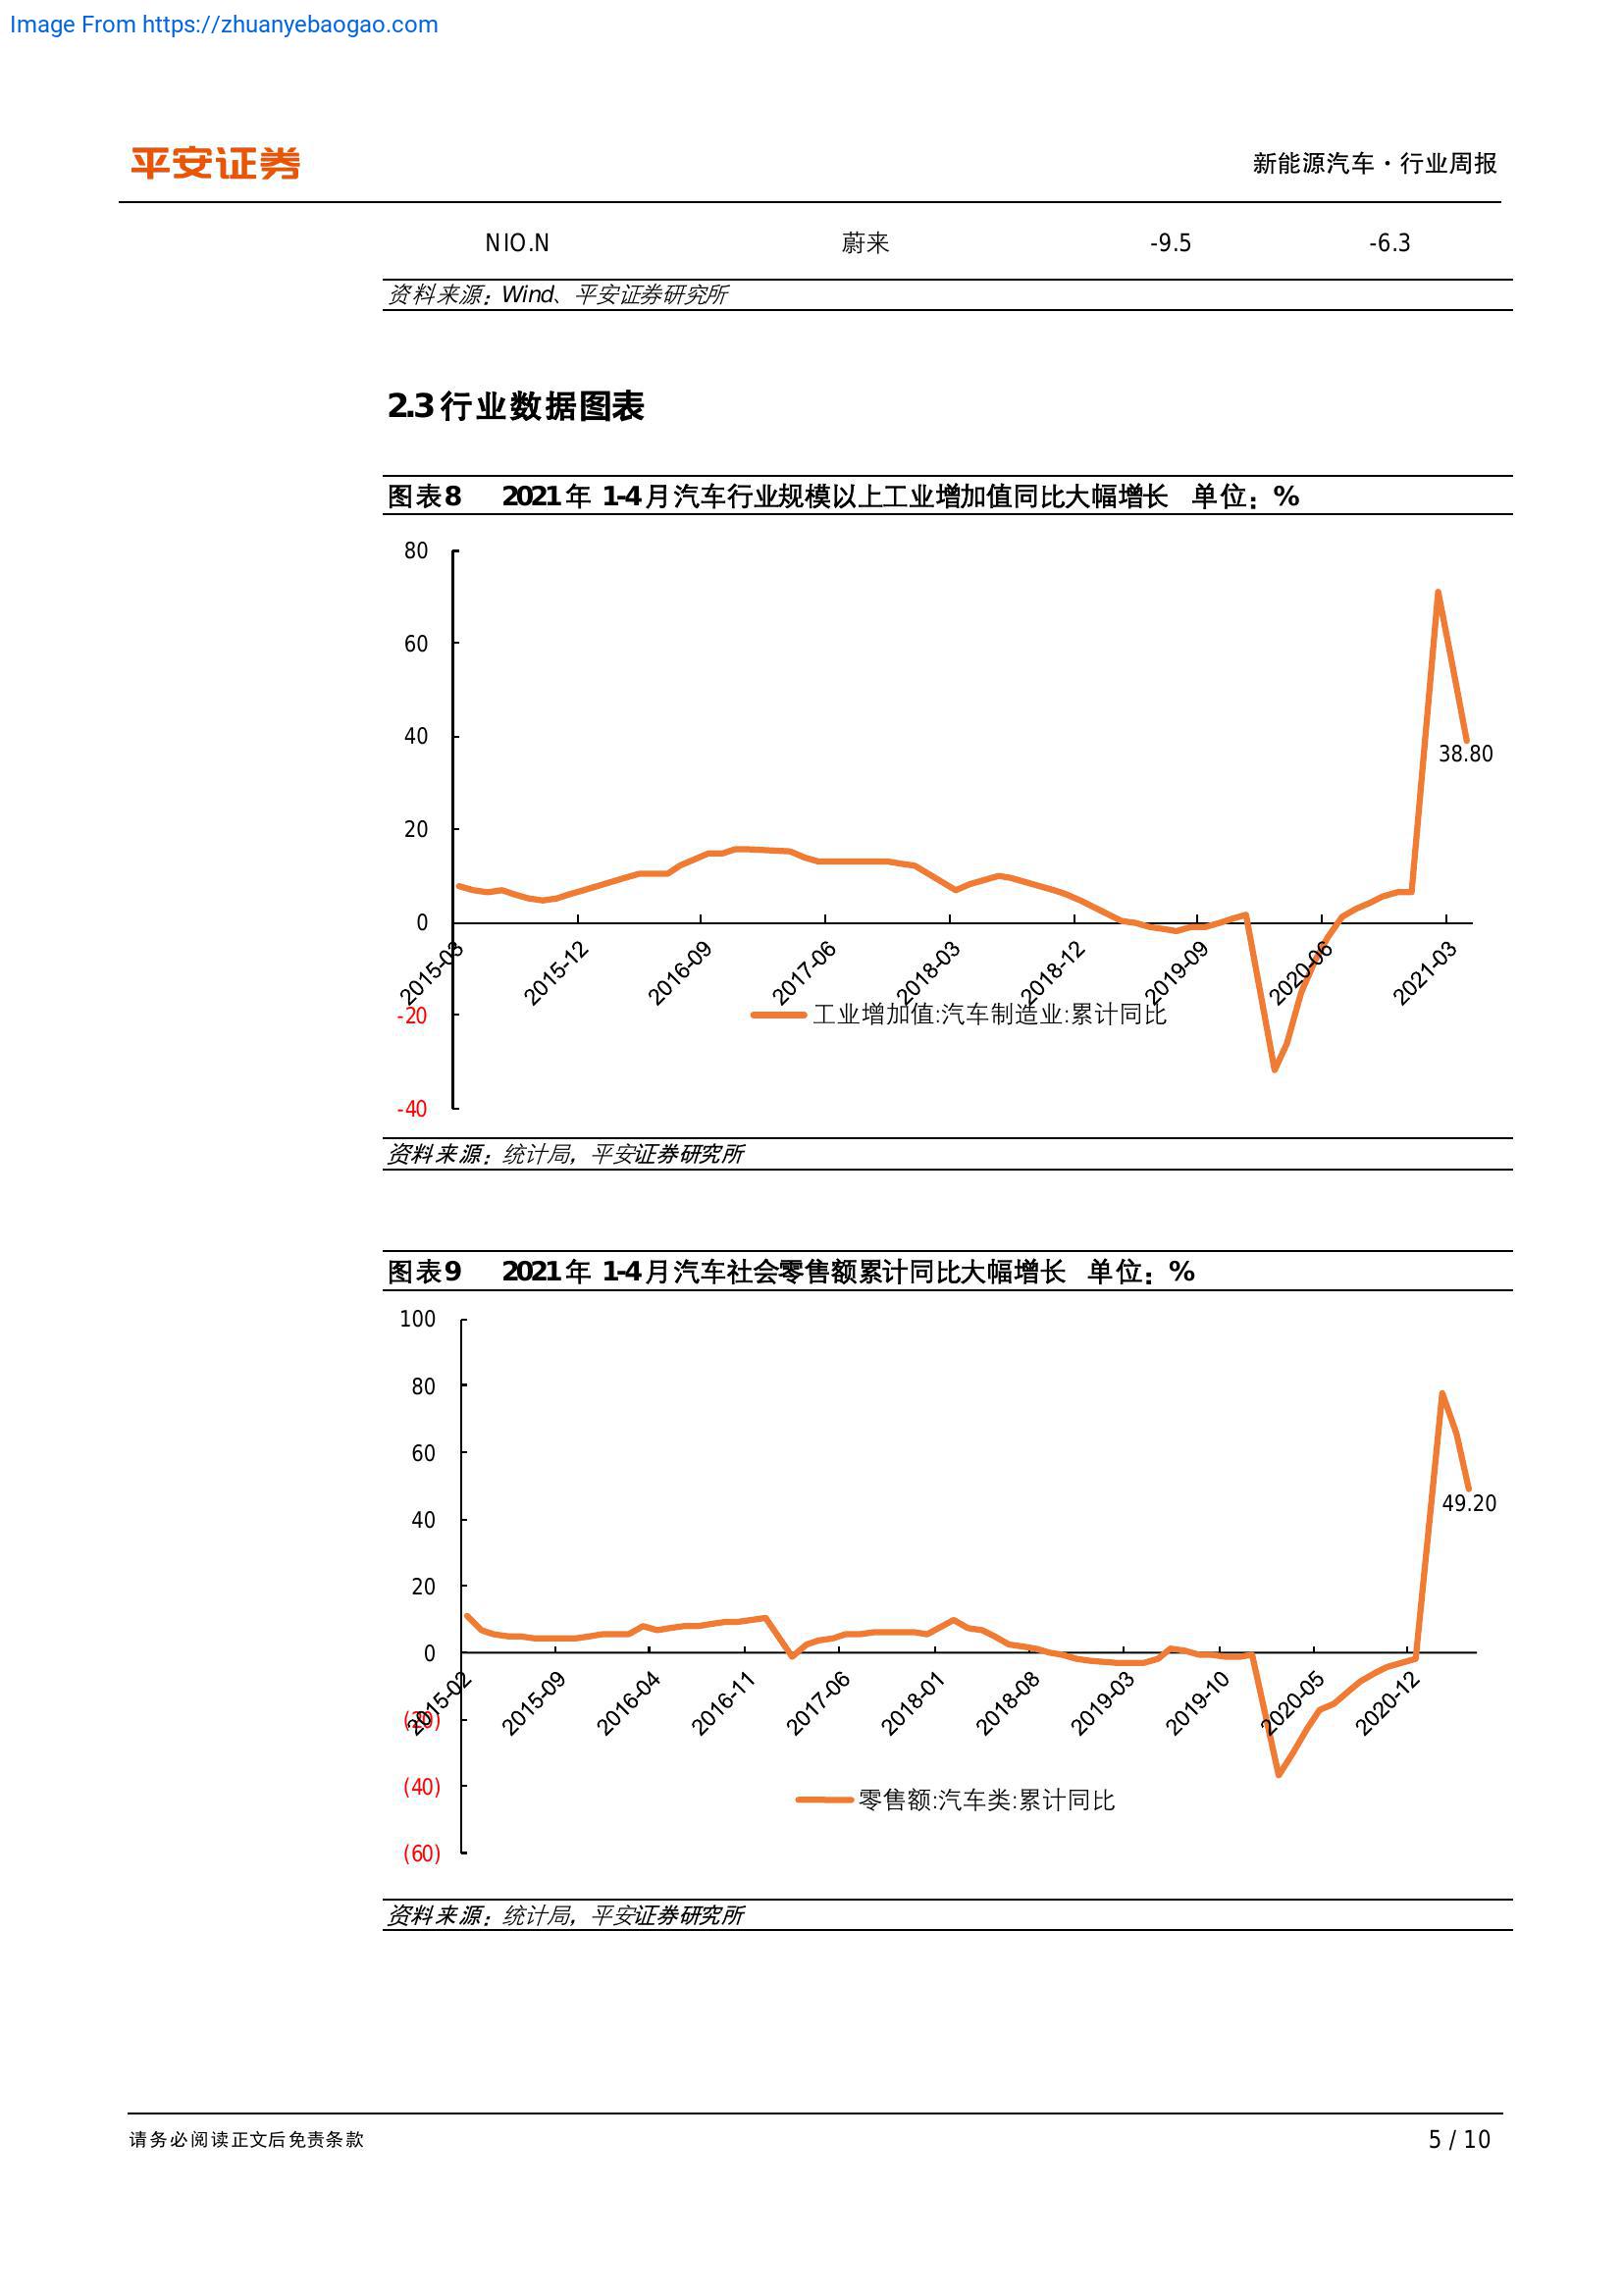 Image From https://zhuanyebaogao.com
平安证券
新能源汽车·行业周报
NIO.N 蔚来 -9.5 -6.3
资料来源：Wind、平安证券研究所
2.3 行业数据图表
图表8 2021年 1-4月汽车行业规模以上工业增加值同比大幅增长 单位：%
80
60
40
38.80
20
0
2015-03 2015-12 2016-09 2017-06 2018-03 2018-12 2019-09 2020-06 2021-03
-20
工业增加值:汽车制造业:累计同比
-40
资料来源：统计局，平安证券研究所
图表9 2021年 1-4月汽车社会零售额累计同比大幅增长 单位：%
100
80
60
49.20
40
20
0
2015-02 2015-09 2016-04 2016-11 2017-06 2018-01 2018-08 2019-03 2019-10 2020-05 2020-12
(20)
(40)
零售额:汽车类:累计同比
(60)
资料来源：统计局，平安证券研究所
请务必阅读正文后免责条款
5 / 10